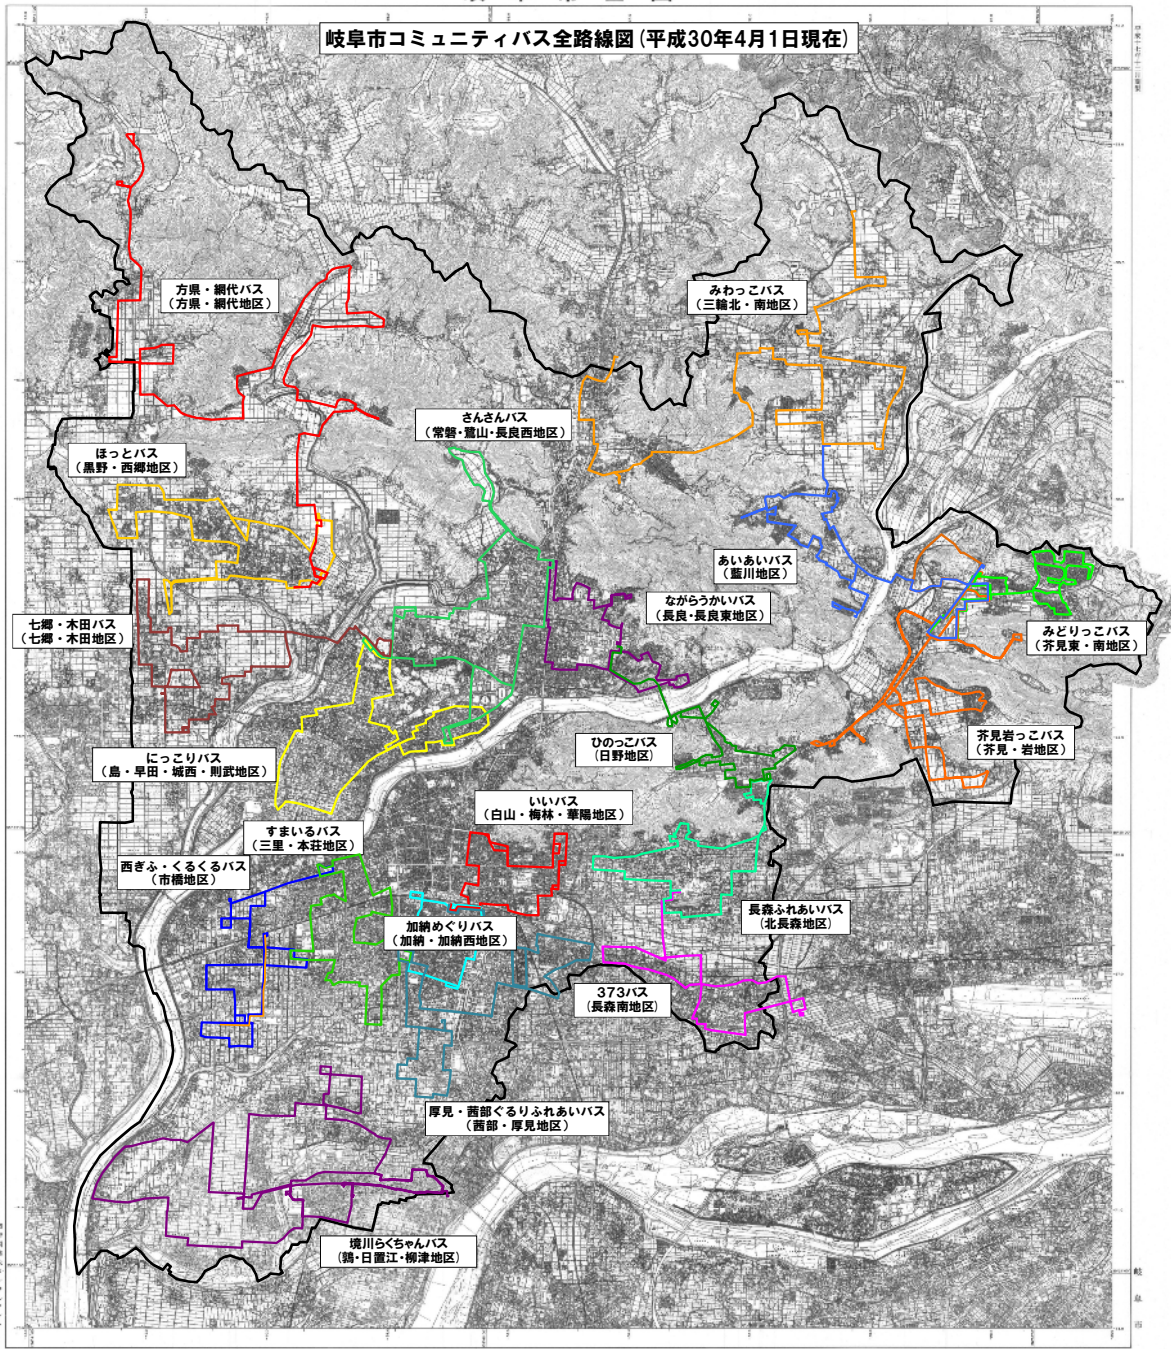 岐阜市コミュニティバス全路線図(平成30年4月1日現在)
方県・網代バス
(方県・網代地区)
みわっこバス
(三輪北・南地区)
さんさんバス
(常磐・鷺山・長良西地区)
ほっとバス
(黒野・西郷地区)
あいあいバス
(藍川地区)
ながらうかいバス
(長良・長良東地区)
七郷・木田バス
(七郷・木田地区)
みどりっこバス
(芥見東・南地区)
芥見岩っこバス
(芥見・岩地区)
ひのっこバス
(日野地区)
にっこりバス
(島・早田・城西・則武地区)
いいバス
(白山・梅林・華陽地区)
すまいるバス
(三里・本荘地区)
西ぎふ・くるくるバス
(市橋地区)
加納めぐりバス
(加納・加納西地区)
長森ふれあいバス
(北長森地区)
373バス
(長森南地区)
厚見・茜部ぐるりふれあいバス
(茜部・厚見地区)
境川らくちゃんバス
(鶉・日置江・柳津地区)